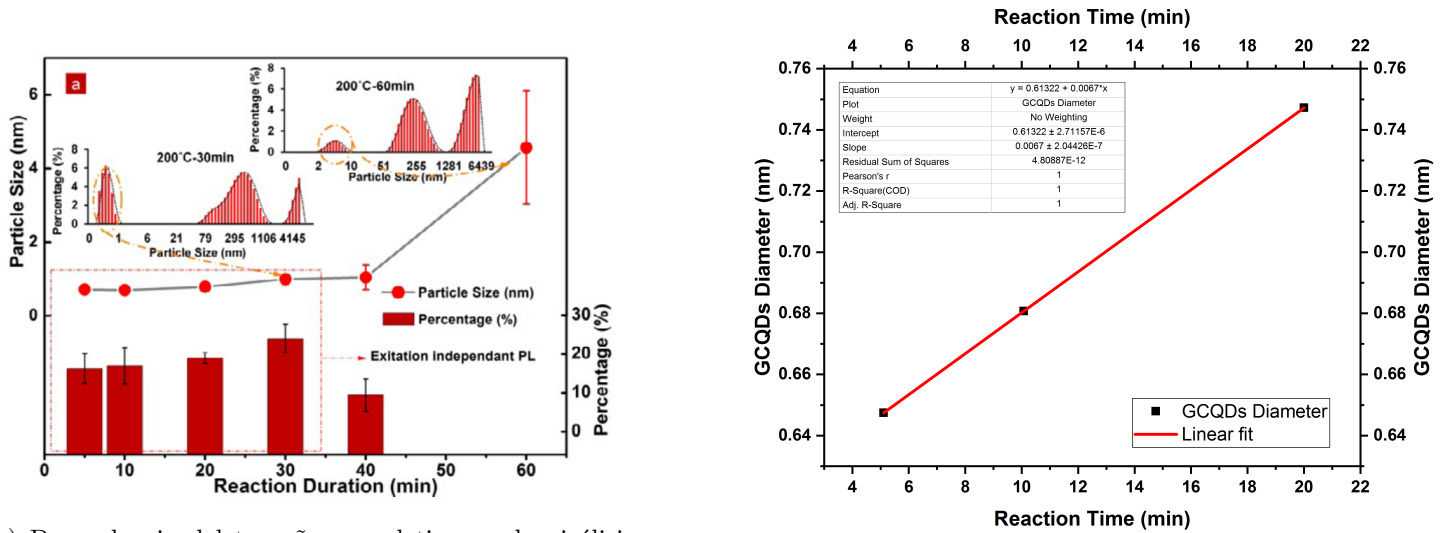 a
Particle Size (nm)
6
4
2
0
8
6
4
2
0
Percentage (%)
200°C-60min
0 2 10 51 255 1281 6439
Particle Size (nm)
8
6
4
2
0
Percentage (%)
200°C-30min
0 1 6 21 79 295 1106 4145
Particle Size (nm)
Particle Size (nm)
Percentage (%)
Exitation independant PL
30
20
10
0
Percentage (%)
0 10 20 30 40 50 60
Reaction Duration (min)
Reaction Time (min)
4 6 8 10 12 14 16 18 20 22
0.76
0.74
0.72
0.70
0.68
0.66
0.64
GCQDs Diameter (nm)
Equation y = 0.61322 + 0.0067*x
Plot GCQDs Diameter
Weight No Weighting
Intercept 0.61322 ± 2.71157E-6
Slope 0.0067 ± 2.04426E-7
Residual Sum of Squares 4.80887E-12
Pearson's r 1
R-Square(COD) 1
Adj. R-Square 1
GCQDs Diameter
Linear fit
0.76
0.74
0.72
0.70
0.68
0.66
0.64
GCQDs Diameter (nm)
4 6 8 10 12 14 16 18 20 22
Reaction Time (min)